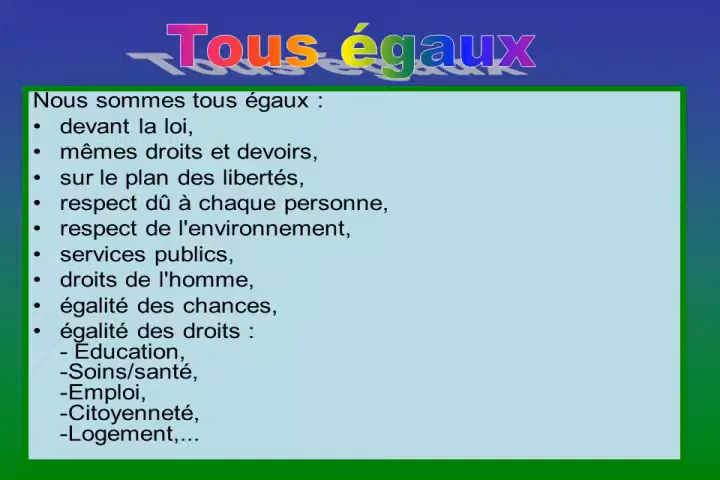 Tous égaux
Nous sommes tous égaux :
• devant la loi,
• mêmes droits et devoirs,
• sur le plan des libertés,
• respect dû à chaque personne,
• respect de l'environnement,
• services publics,
• droits de l'homme,
• égalité des chances,
• égalité des droits :
- Education,
-Soins/santé,
-Emploi,
-Citoyenneté,
-Logement,...